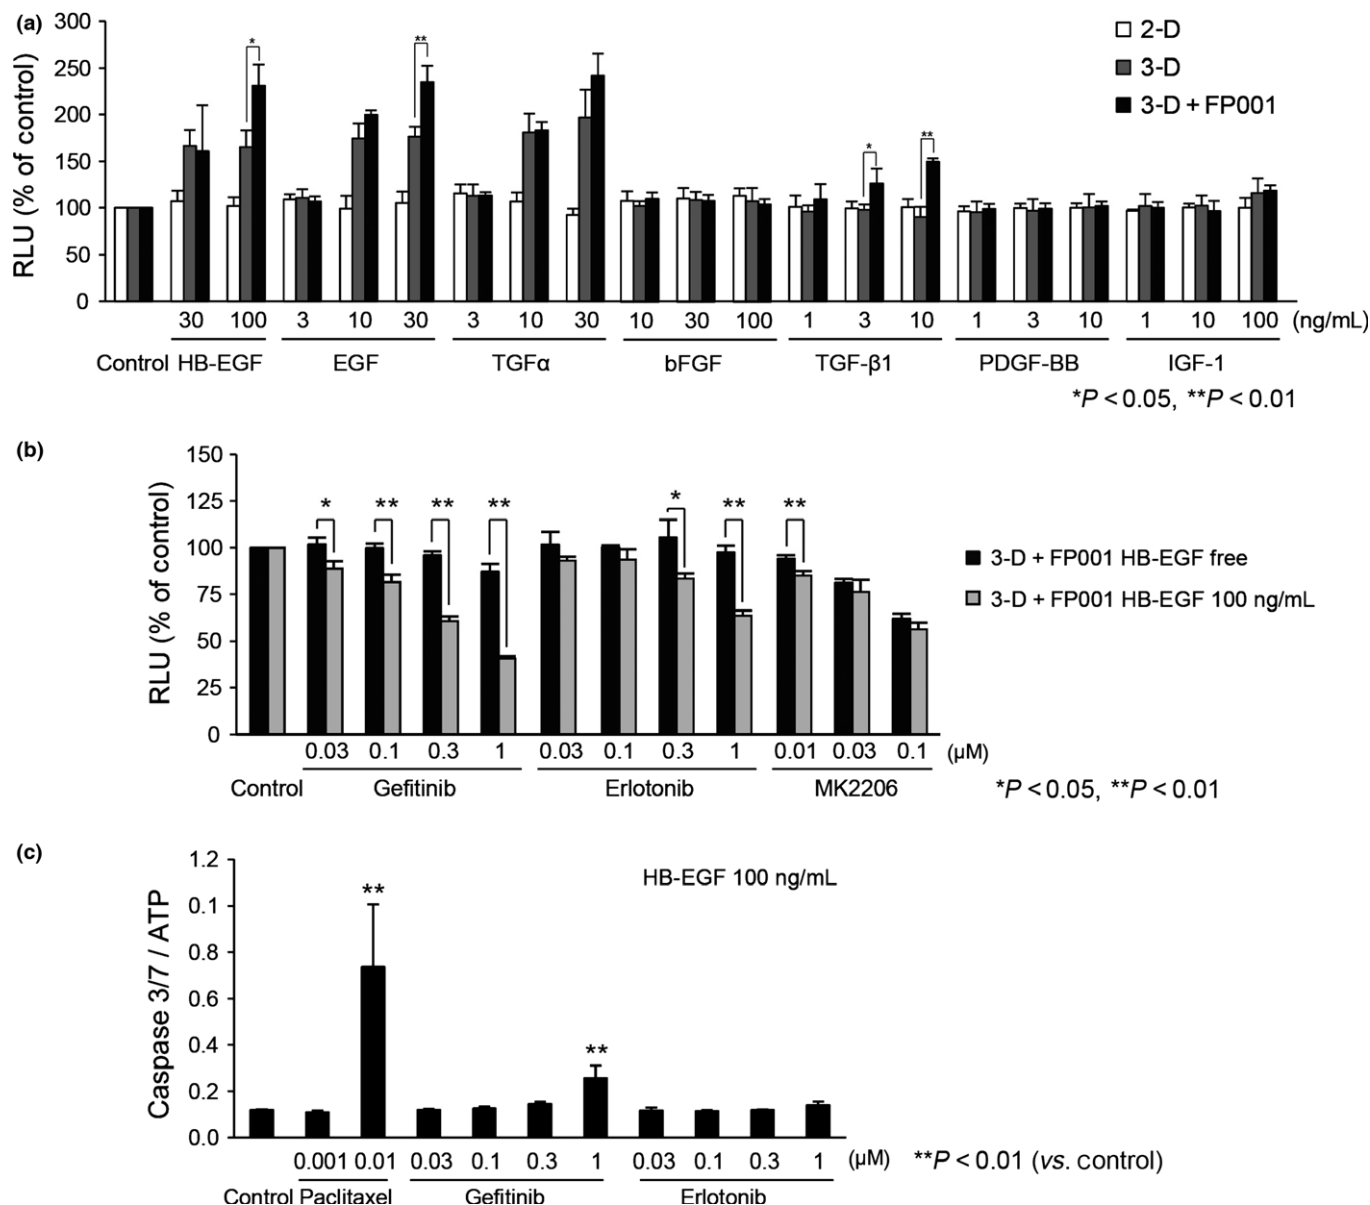 (a)
300
250
200
150
100
50
0
RLU (% of control)
2-D
3-D
3-D + FP001
* ** * **
30 100 3 10 30 3 10 30 10 30 100 1 3 10 1 3 10 1 10 100 (ng/mL)
Control HB-EGF EGF TGFα bFGF TGF-β1 PDGF-BB IGF-1
*P < 0.05, **P < 0.01
(b)
150
125
100
75
50
25
0
RLU (% of control)
* ** ** ** * ** **
3-D + FP001 HB-EGF free
3-D + FP001 HB-EGF 100 ng/mL
0.03 0.1 0.3 1 0.03 0.1 0.3 1 0.01 0.03 0.1 (μM)
Control Gefitinib Erlotonib MK2206
*P < 0.05, **P < 0.01
(c)
1.2
0.1
0.8
0.6
0.4
0.2
0.0
Caspase 3/7 / ATP
HB-EGF 100 ng/mL
** **
0.001 0.01 0.03 0.1 0.3 1 0.03 0.1 0.3 1 (μM)
**P < 0.01 (vs. control)
Control Paclitaxel Gefitinib Erlotonib